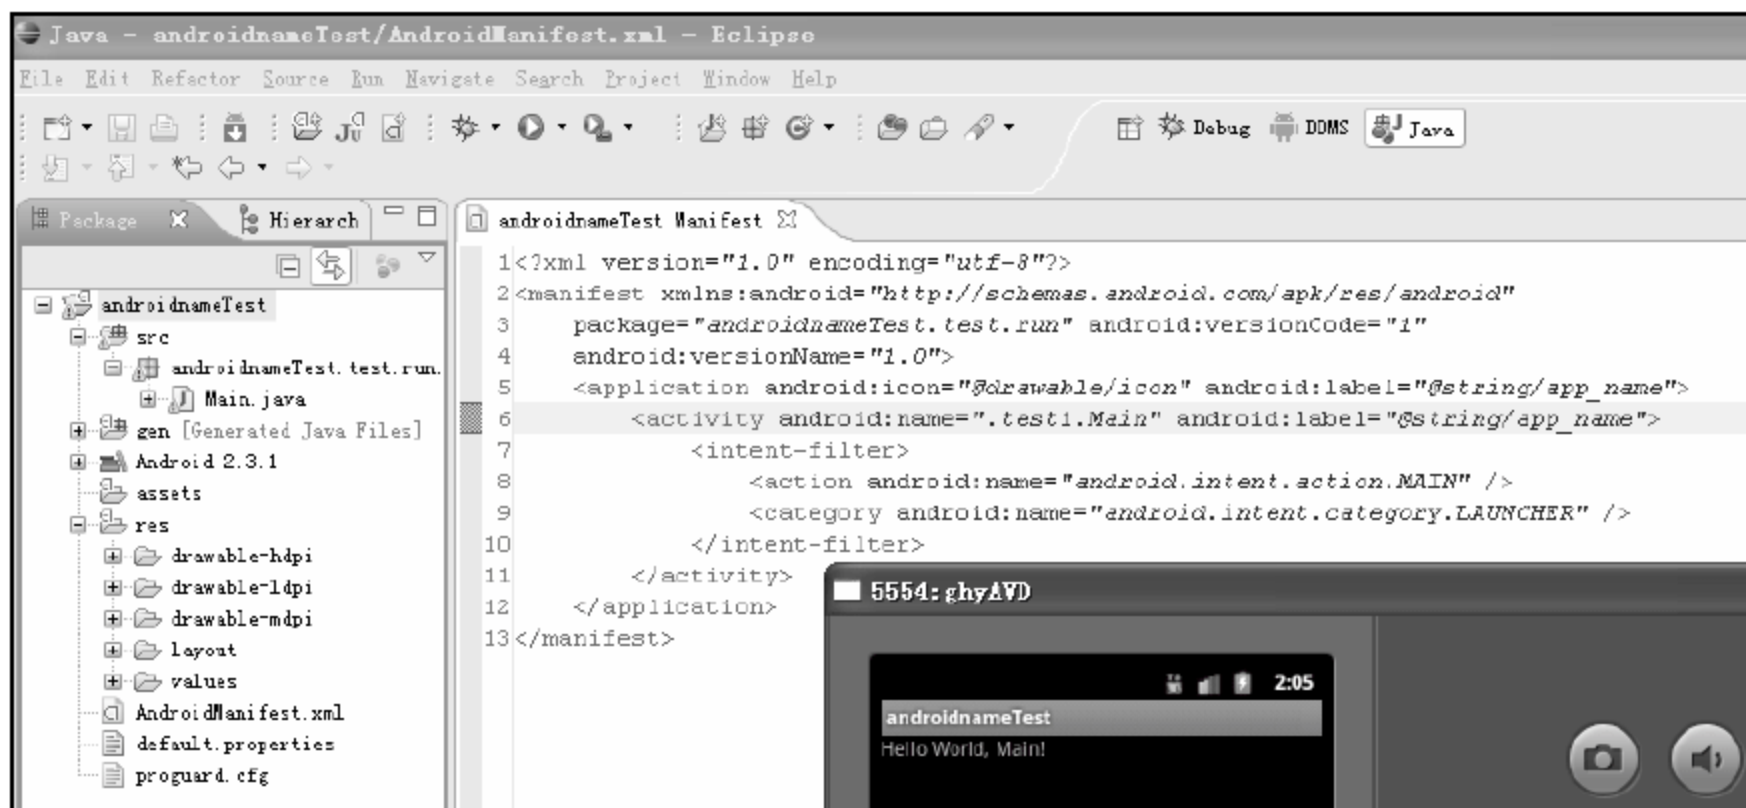 Java - androidnameTest/AndroidManifest.xml - Eclipse
File Edit Refactor Source Run Navigate Search Project Window Help
Debug DDMS Java
Package Hierarch
androidnameTest Manifest
androidnameTest
src
androidnameTest.test.run.
Main.java
gen [Generated Java Files]
Android 2.3.1
assets
res
drawable-hdpi
drawable-ldpi
drawable-mdpi
layout
values
AndroidManifest.xml
default.properties
proguard.cfg
1<?xml version="1.0" encoding="utf-8"?>
2<manifest xmlns:android="http://schemas.android.com/apk/res/android"
3 package="androidnameTest.test.run" android:versionCode="1"
4 android:versionName="1.0">
5 <application android:icon="@drawable/icon" android:label="@string/app_name">
6 <activity android:name=".test1.Main" android:label="@string/app_name">
7 <intent-filter>
8 <action android:name="android.intent.action.MAIN" />
9 <category android:name="android.intent.category.LAUNCHER" />
10 </intent-filter>
11 </activity>
12 </application>
13</manifest>
5554:ghyAVD
2:05
androidnameTest
Hello World, Main!